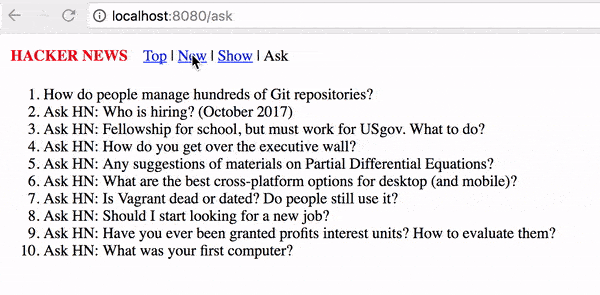 localhost:8080/ask
HACKER NEWS Top | New | Show | Ask
1. How do people manage hundreds of Git repositories?
2. Ask HN: Who is hiring? (October 2017)
3. Ask HN: Fellowship for school, but must work for USgov. What to do?
4. Ask HN: How do you get over the executive wall?
5. Ask HN: Any suggestions of materials on Partial Differential Equations?
6. Ask HN: What are the best cross-platform options for desktop (and mobile)?
7. Ask HN: Is Vagrant dead or dated? Do people still use it?
8. Ask HN: Should I start looking for a new job?
9. Ask HN: Have you ever been granted profits interest units? How to evaluate them?
10. Ask HN: What was your first computer?